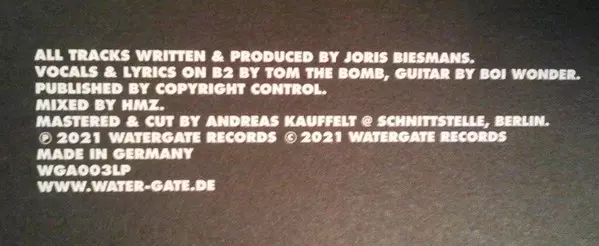 ALL TRACKS WRITTEN & PRODUCED BY JORIS BIESMANS.
VOCALS & LYRICS ON B2 BY TOM THE BOMB, GUITAR BY BOI WONDER.
PUBLISHED BY COPYRIGHT CONTROL.
MIXED BY HMZ.
MASTERED & CUT BY ANDREAS KAUFFELT @ SCHNITTSTELLE, BERLIN.
℗ 2021 WATERGATE RECORDS © 2021 WATERGATE RECORDS
MADE IN GERMANY
WGA003LP
WWW.WATER-GATE.DE